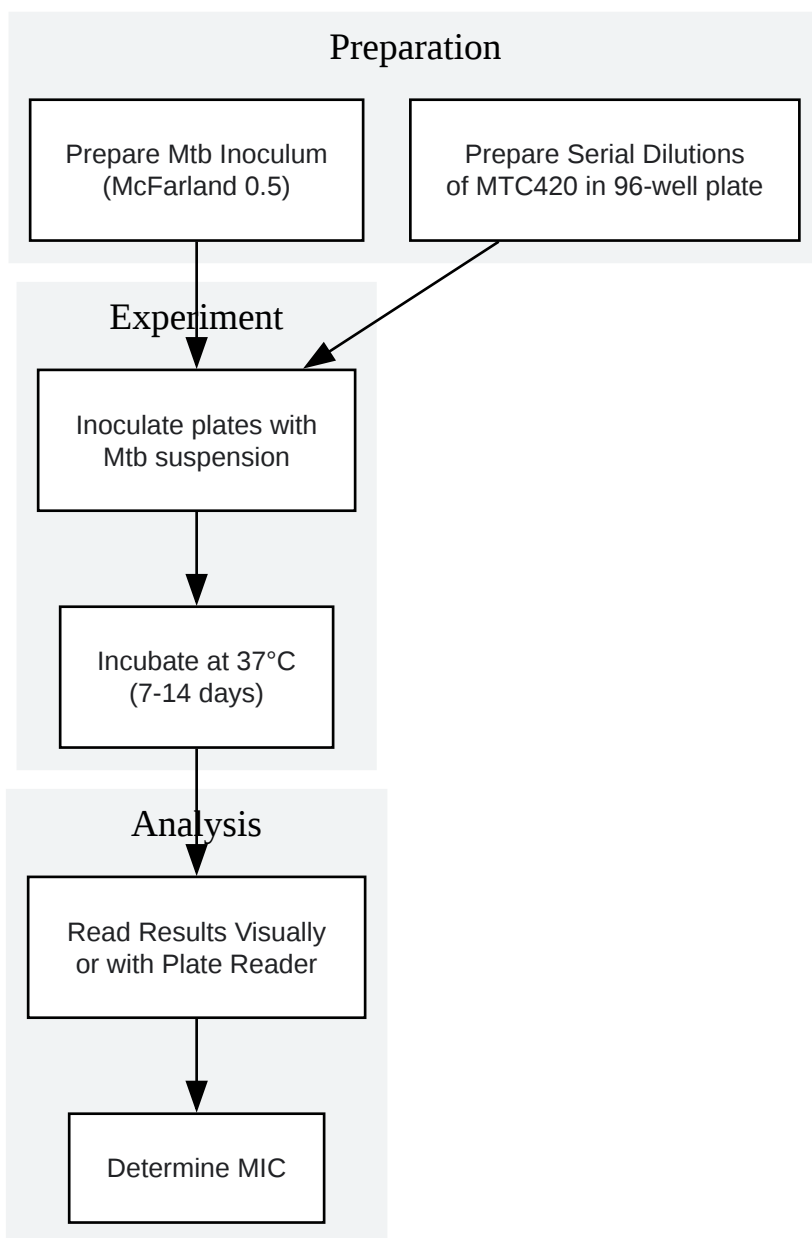 Preparation
Prepare Mtb Inoculum
(McFarland 0.5)
Prepare Serial Dilutions
of MTC420 in 96-well plate
Experiment
Inoculate plates with
Mtb suspension
Incubate at 37°C
(7-14 days)
Analysis
Read Results Visually
or with Plate Reader
Determine MIC